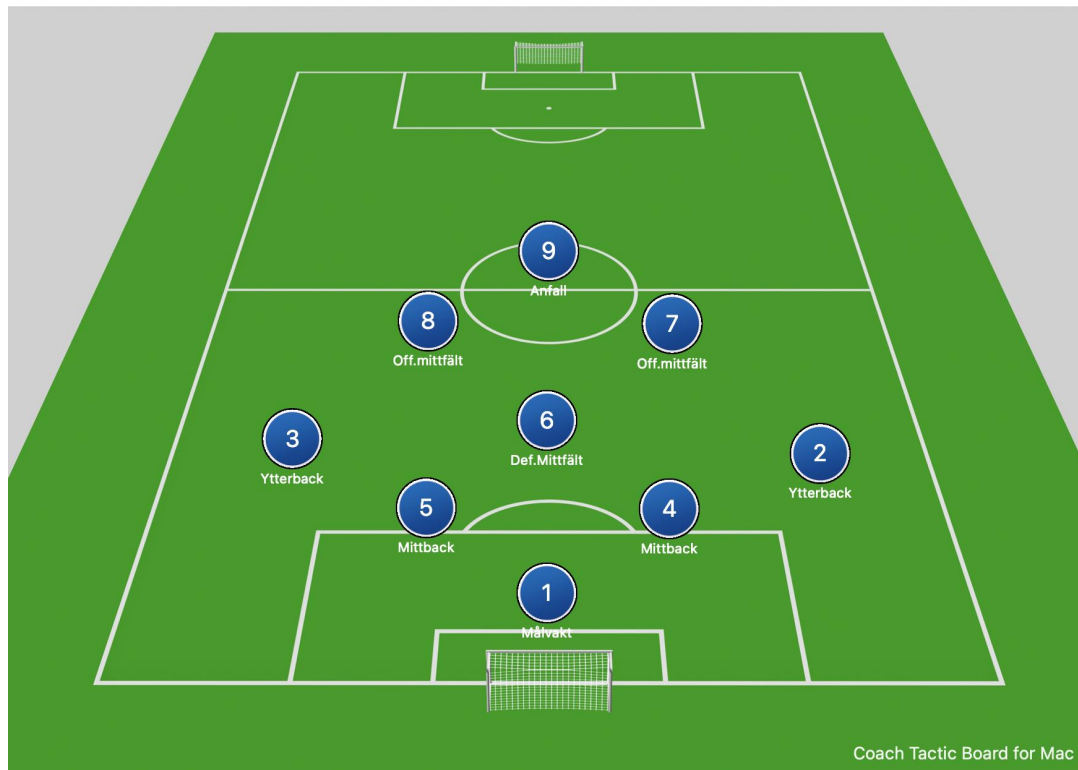 9
Anfall
8
Off.mittfält
7
Off.mittfält
6
Def.Mittfält
3
Ytterback
2
Ytterback
5
Mittback
4
Mittback
1
Målvakt
Coach Tactic Board for Mac